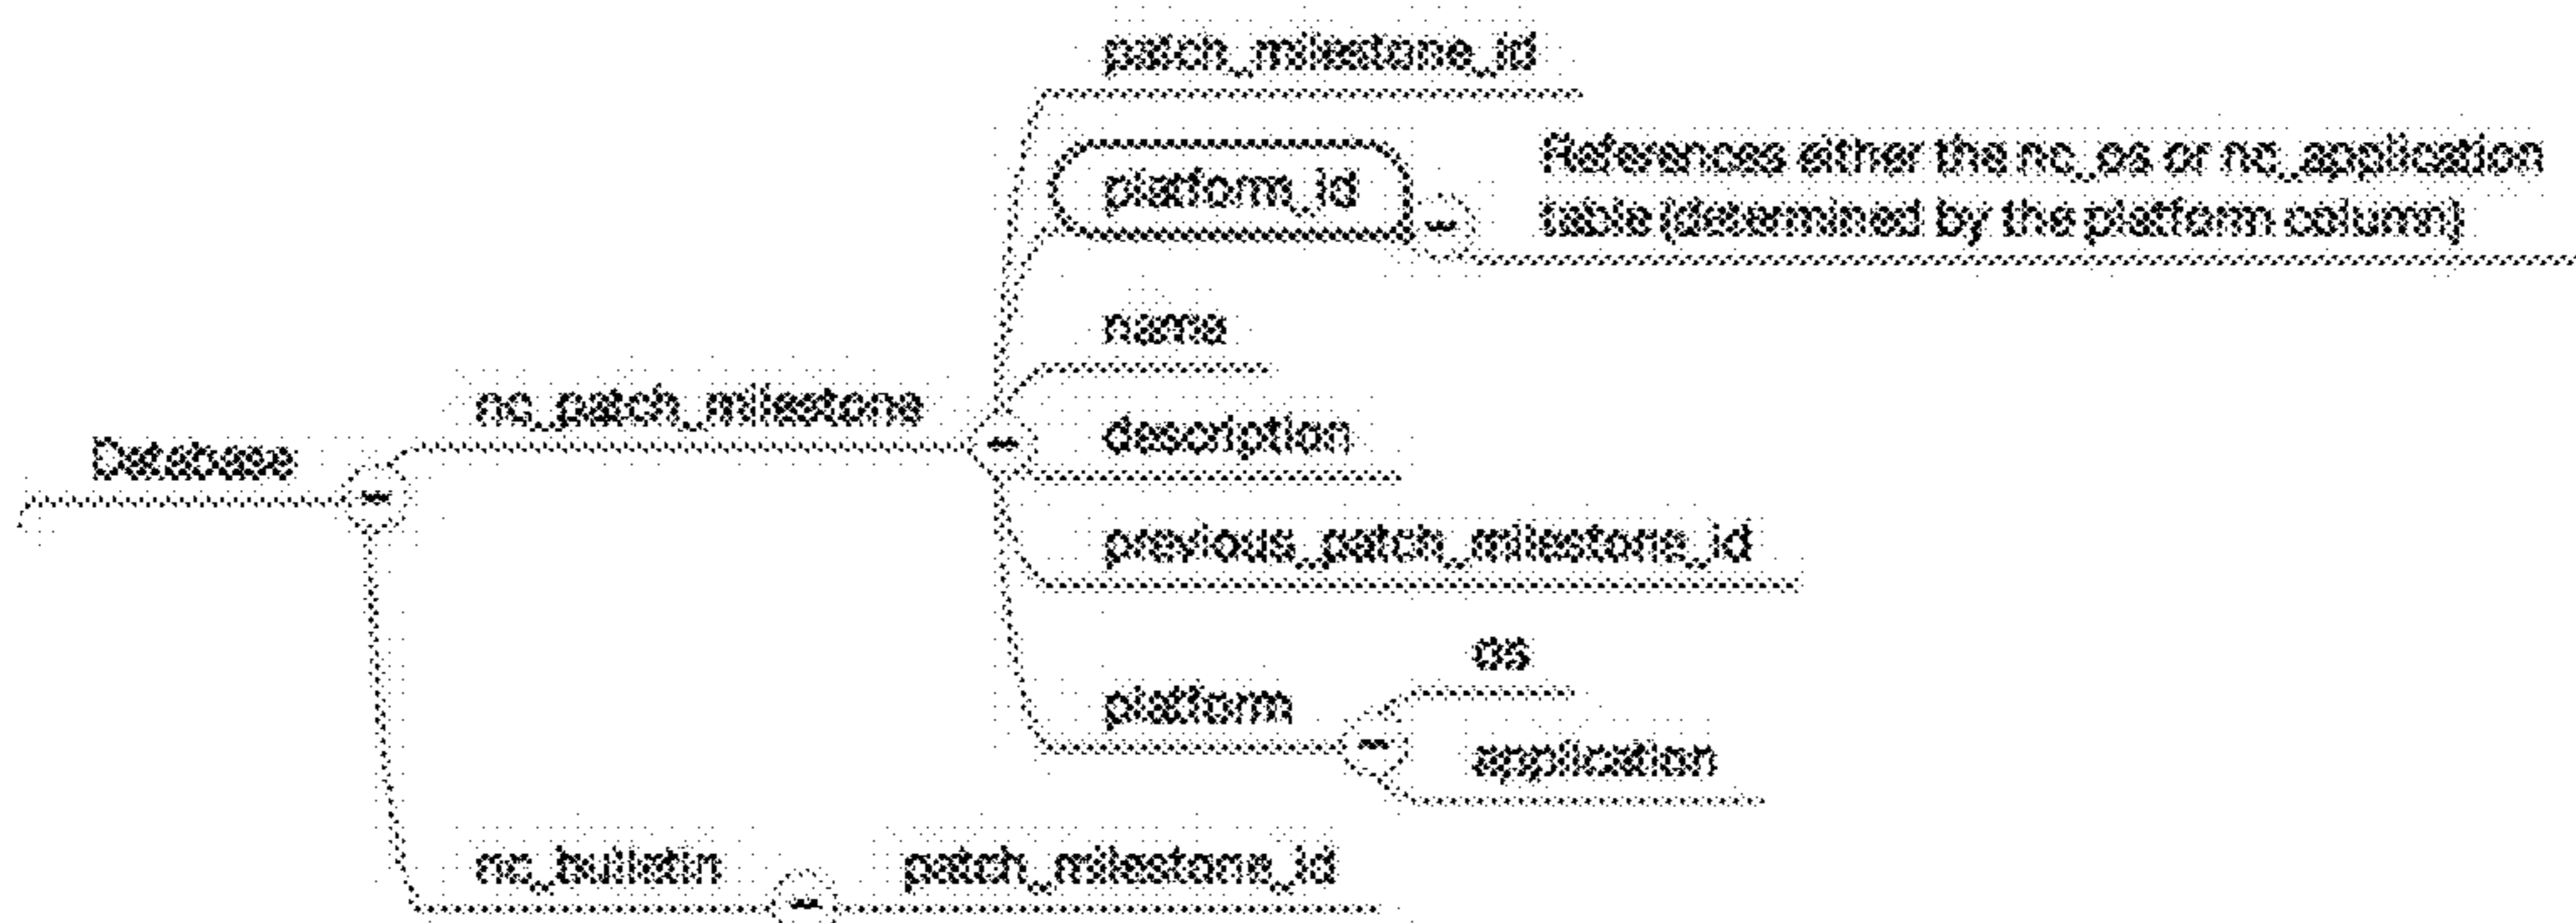 patch_milestone_id
platform_id
References either the nc_os or nc_application
table (determined by the platform column)
name
nc_patch_milestone
description
Database
previous_patch_milestone_id
os
platform
application
nc_bulletin
patch_milestone_id